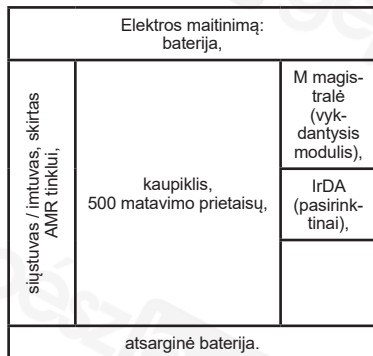 Elektros maitinimą:
baterija,
siųstuvas / imtuvas, skirtas
AMR tinklui,
kaupiklis,
500 matavimo prietaisų,
M magis-
tralė
(vyk-
dantysis
modulis),
IrDA
(pasirink-
tinai),
atsarginė baterija.